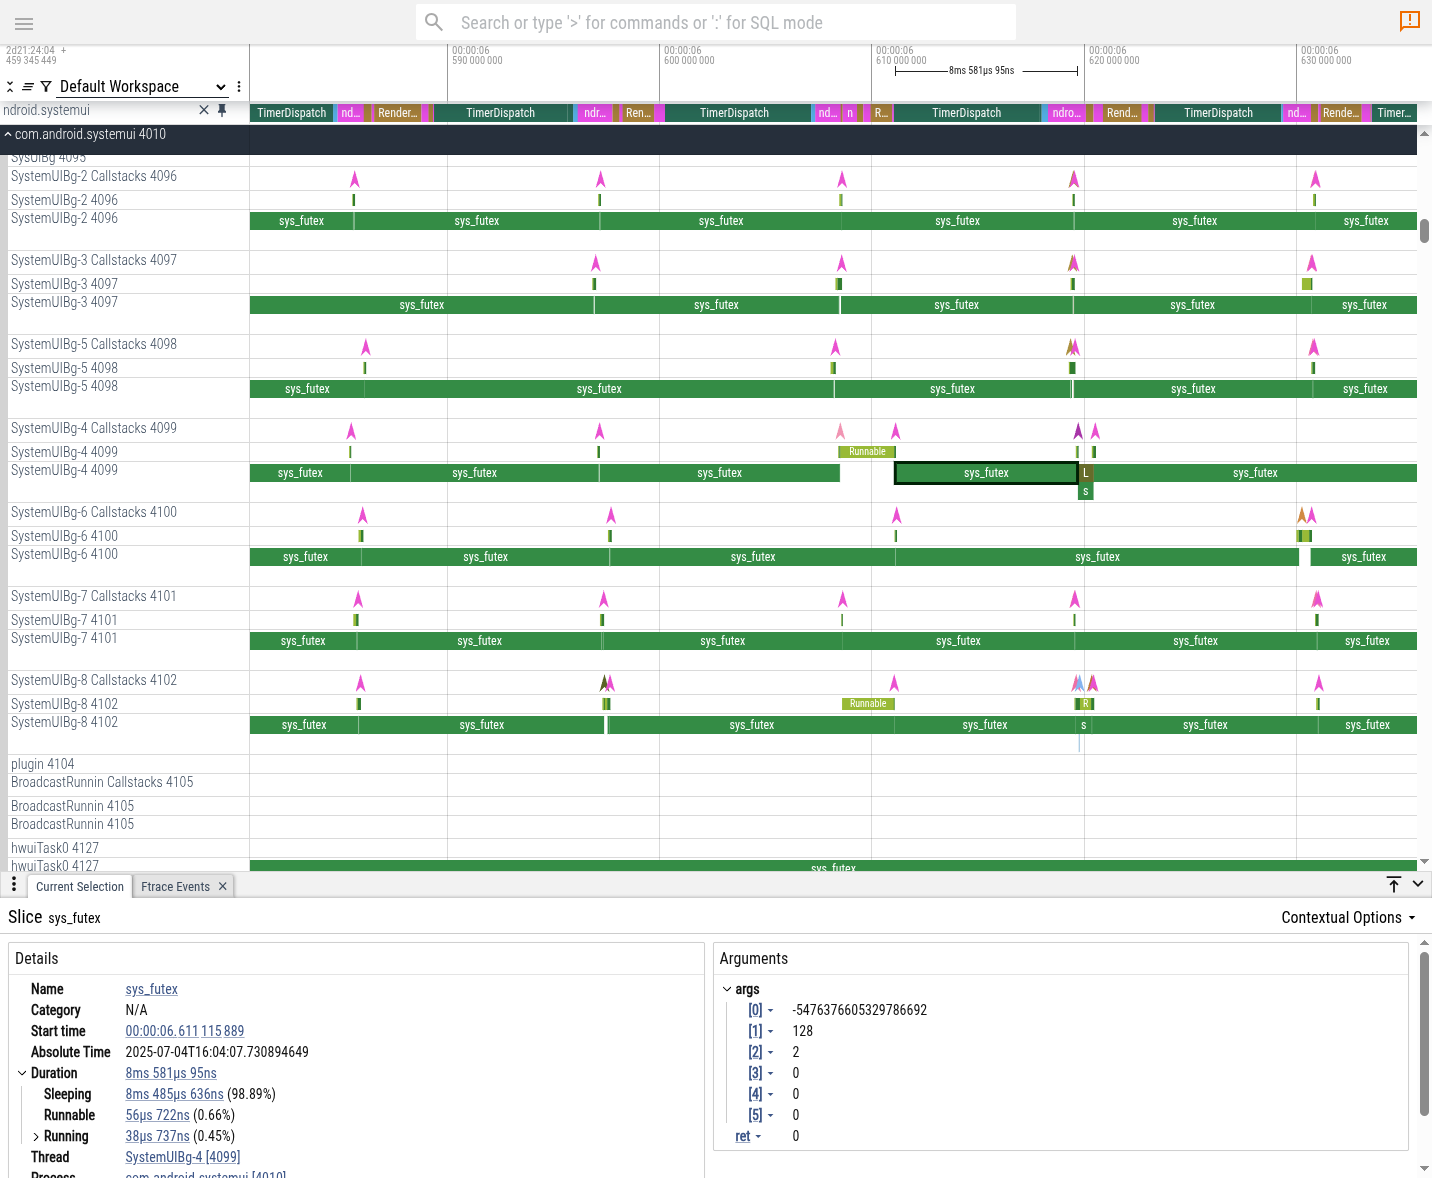 Search or type '>' for commands or ':' for SQL mode
2d21:24:04 +
459 345 449
00:00:06
590 000 000
00:00:06
600 000 000
00:00:06
610 000 000
00:00:06
620 000 000
00:00:06
630 000 000
8ms 581µs 95ns
Default Workspace
ndroid.systemui
TimerDispatch nd... Render... TimerDispatch ndr... Ren... TimerDispatch nd... n R... TimerDispatch ndro... Rend... TimerDispatch nd... Rende... Timer...
com.android.systemui 4010
SysUIBg 4095
SystemUIBg-2 Callstacks 4096
SystemUIBg-2 4096
SystemUIBg-2 4096
sys_futex sys_futex sys_futex sys_futex sys_futex sys_futex
SystemUIBg-3 Callstacks 4097
SystemUIBg-3 4097
SystemUIBg-3 4097
sys_futex sys_futex sys_futex sys_futex sys_futex
SystemUIBg-5 Callstacks 4098
SystemUIBg-5 4098
SystemUIBg-5 4098
sys_futex sys_futex sys_futex sys_futex sys_futex
SystemUIBg-4 Callstacks 4099
SystemUIBg-4 4099
Runnable
SystemUIBg-4 4099
sys_futex sys_futex sys_futex sys_futex L sys_futex
s
SystemUIBg-6 Callstacks 4100
SystemUIBg-6 4100
SystemUIBg-6 4100
sys_futex sys_futex sys_futex sys_futex sys_futex
SystemUIBg-7 Callstacks 4101
SystemUIBg-7 4101
SystemUIBg-7 4101
sys_futex sys_futex sys_futex sys_futex sys_futex sys_futex
SystemUIBg-8 Callstacks 4102
SystemUIBg-8 4102
Runnable R
SystemUIBg-8 4102
sys_futex sys_futex sys_futex sys_futex s sys_futex sys_futex
plugin 4104
BroadcastRunnin Callstacks 4105
BroadcastRunnin 4105
BroadcastRunnin 4105
hwuiTask0 4127
hwuiTask0 4127
sys_futex
Current Selection
Ftrace Events
Slice sys_futex
Contextual Options
Details
Name sys_futex
Category N/A
Start time 00:00:06.611 115 889
Absolute Time 2025-07-04T16:04:07.730894649
Duration 8ms 581µs 95ns
Sleeping 8ms 485µs 636ns (98.89%)
Runnable 56µs 722ns (0.66%)
Running 38µs 737ns (0.45%)
Thread SystemUIBg-4 [4099]
Process com.android.systemui [4010]
Arguments
args
[0] -5476376605329786692
[1] 128
[2] 2
[3] 0
[4] 0
[5] 0
ret 0